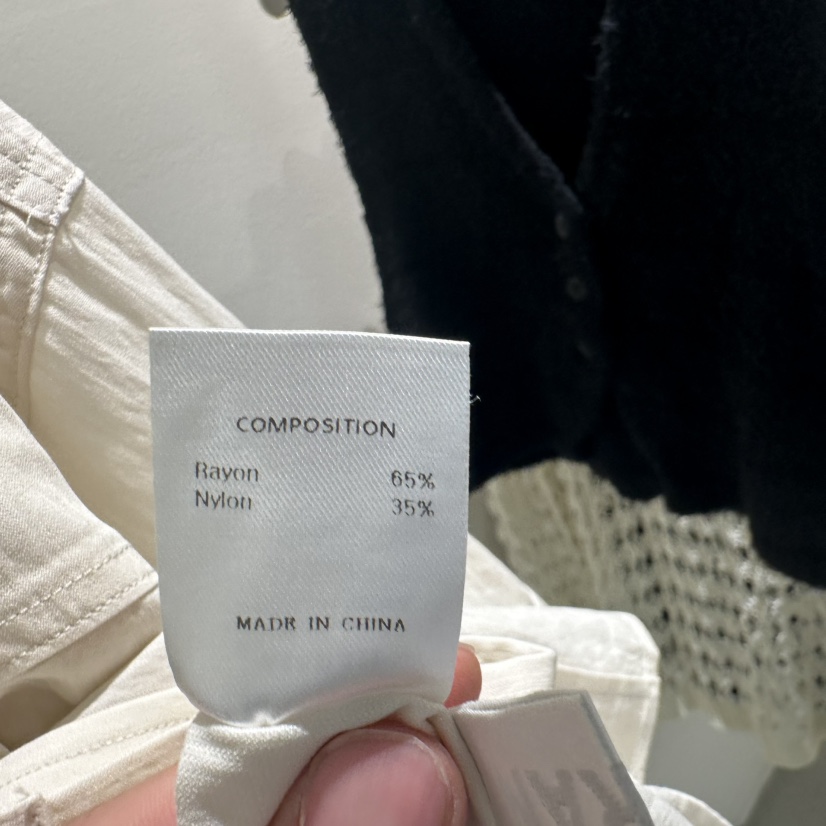 COMPOSITION
Rayon 65%
Nylon 35%
MADE IN CHINA